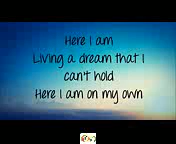 Here I am
Living a dream that I
can't hold
Here I am on my own